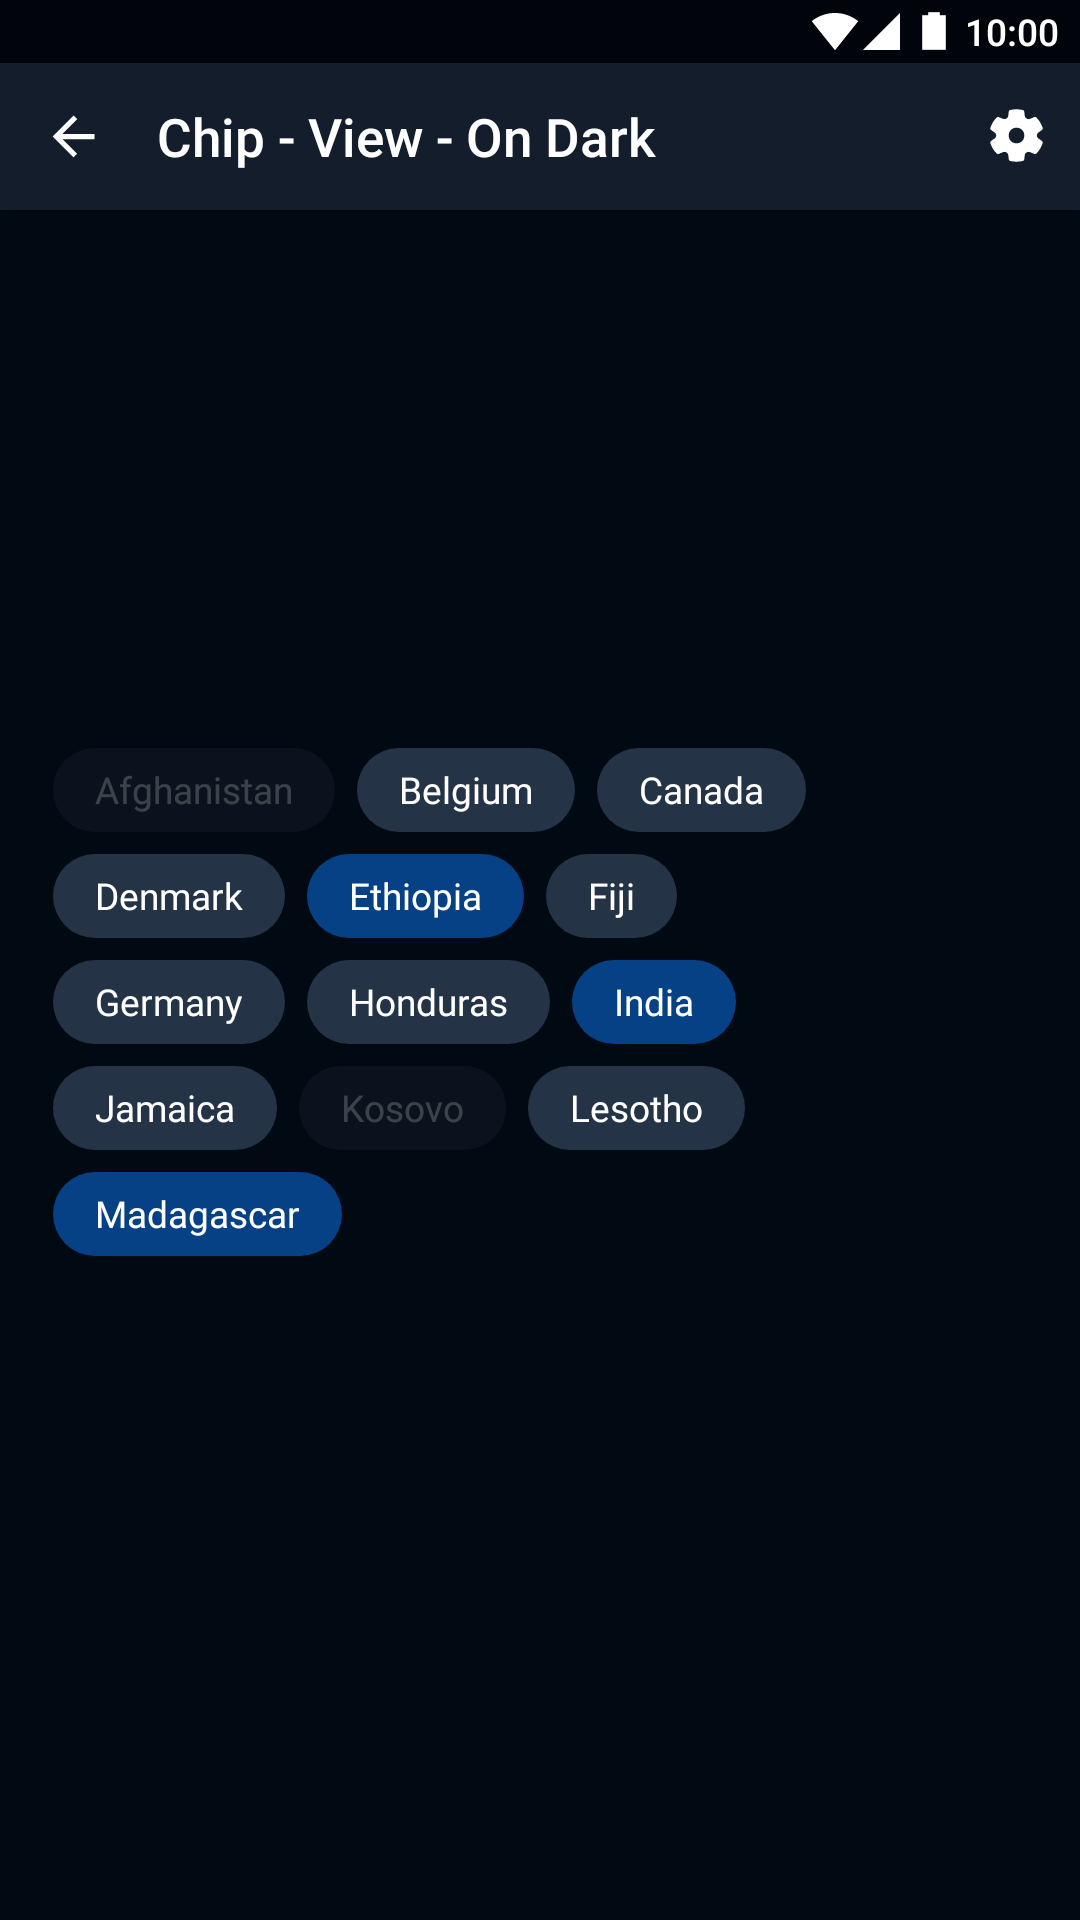 10:00
Chip - View - On Dark
Afghanistan Belgium Canada
Denmark Ethiopia Fiji
Germany Honduras India
Jamaica Kosovo Lesotho
Madagascar